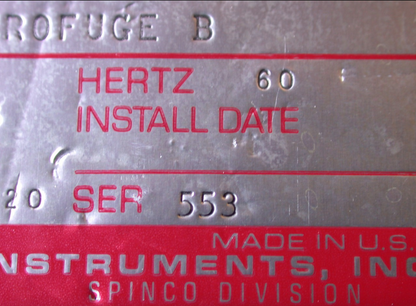 ROFUGE B
HERTZ 60
INSTALL DATE
20 SER 553
MADE IN U.S.
NSTRUMENTS, INC
SPINCO DIVISION